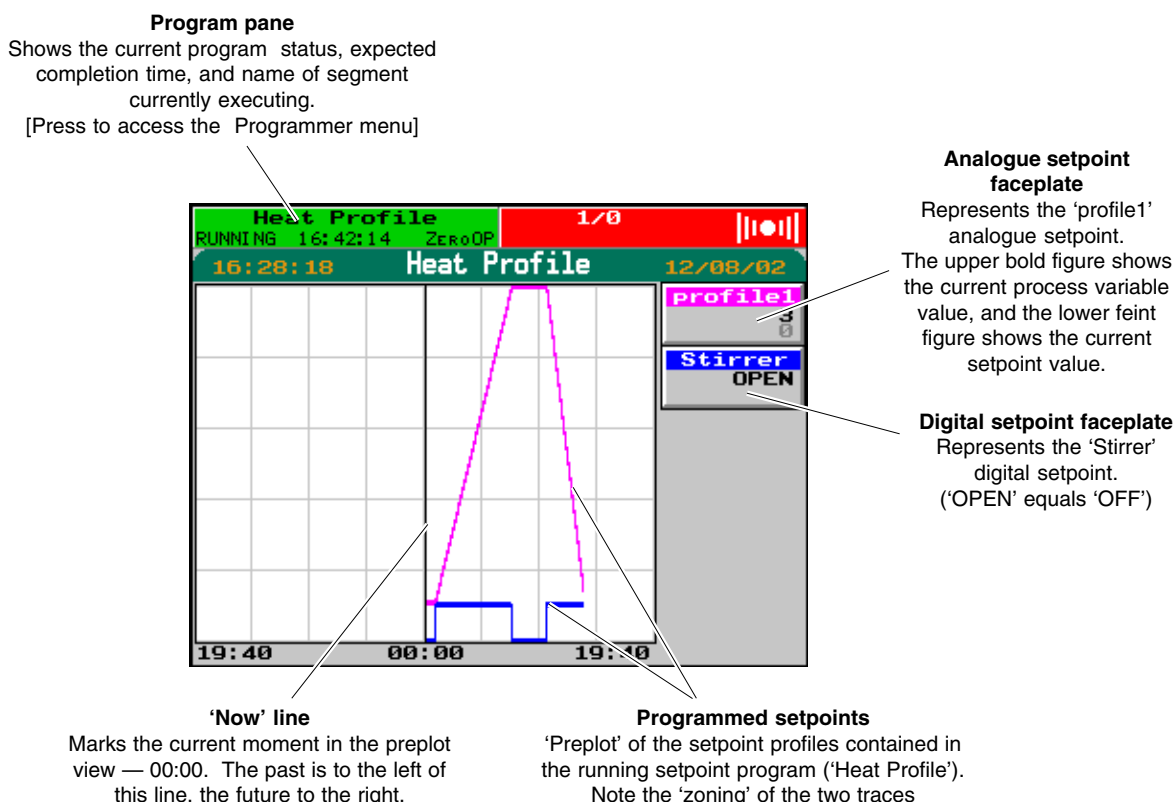 Program pane
Shows the current program status, expected
completion time, and name of segment
currently executing.
[Press to access the Programmer menu]
Analogue setpoint
faceplate
Represents the ‘profile1’
analogue setpoint.
The upper bold figure shows
the current process variable
value, and the lower feint
figure shows the current
setpoint value.
Heat Profile
RUNNING 16:42:14 ZEROOP
1/0
16:28:18 Heat Profile 12/08/02
profile1
3
0
Stirrer
OPEN
Digital setpoint faceplate
Represents the ‘Stirrer’
digital setpoint.
(‘OPEN’ equals ‘OFF’)
19:40 00:00 19:40
‘Now’ line
Marks the current moment in the preplot
view — 00:00. The past is to the left of
this line, the future to the right.
Programmed setpoints
‘Preplot’ of the setpoint profiles contained in
the running setpoint program (‘Heat Profile’).
Note the ‘zoning’ of the two traces